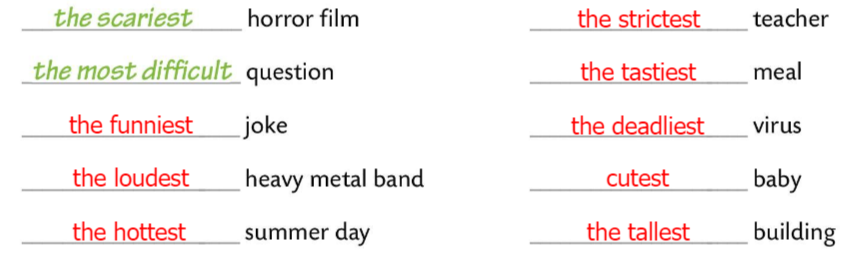 the scariest horror film
the most difficult question
the funniest joke
the loudest heavy metal band
the hottest summer day
the strictest teacher
the tastiest meal
the deadliest virus
cutest baby
the tallest building